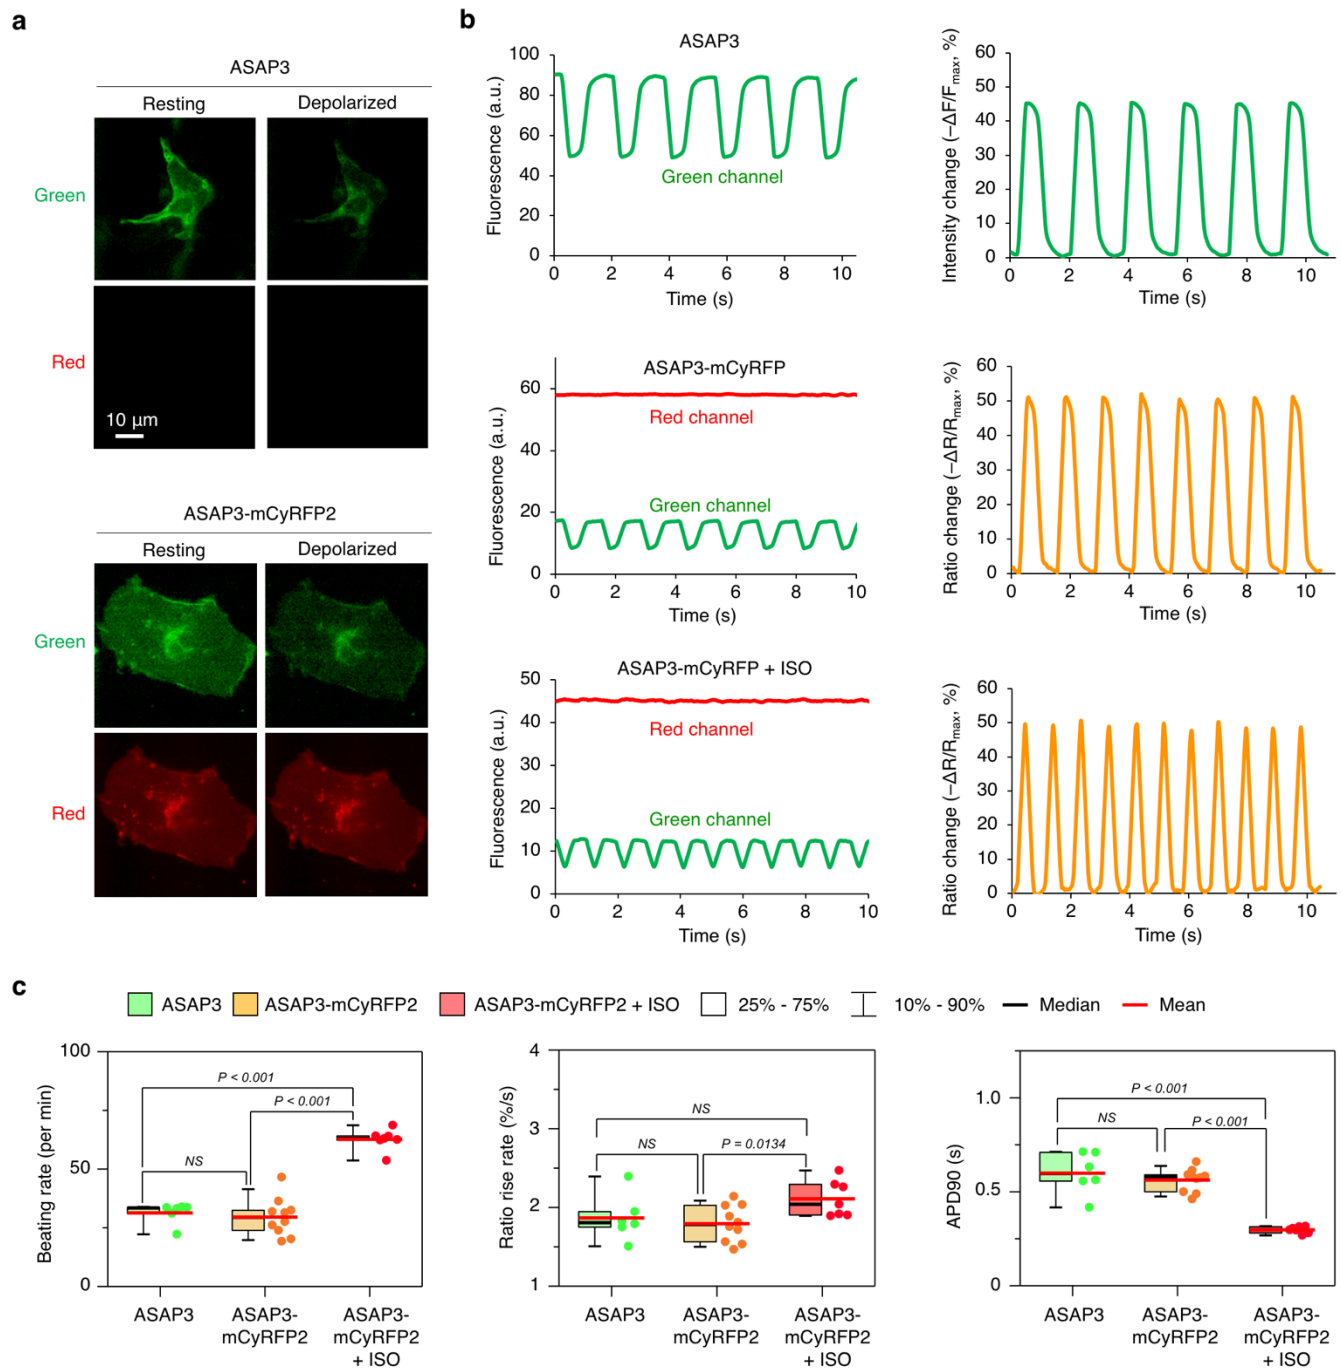 a
ASAP3
Resting
Depolarized
Green
Red
10 µm
ASAP3-mCyRFP2
Resting
Depolarized
Green
Red
b
ASAP3
Fluorescence (a.u.)
100
80
60
40
20
0
Green channel
0 2 4 6 8 10
Time (s)
Intensity change (−ΔF/Fmax, %)
60
50
40
30
20
10
0
0 2 4 6 8 10
Time (s)
ASAP3-mCyRFP
Fluorescence (a.u.)
60
40
20
0
Red channel
Green channel
0 2 4 6 8 10
Time (s)
Ratio change (−ΔR/Rmax, %)
60
50
40
30
20
10
0
0 2 4 6 8 10
Time (s)
ASAP3-mCyRFP + ISO
Fluorescence (a.u.)
50
40
30
20
10
0
Red channel
Green channel
0 2 4 6 8 10
Time (s)
Ratio change (−ΔR/Rmax, %)
60
50
40
30
20
10
0
0 2 4 6 8 10
Time (s)
c
ASAP3 ASAP3-mCyRFP2 ASAP3-mCyRFP2 + ISO 25% - 75% 10% - 90% Median Mean
Beating rate (per min)
100
50
0
P < 0.001
P < 0.001
NS
ASAP3
ASAP3-
mCyRFP2
ASAP3-
mCyRFP2
+ ISO
Ratio rise rate (%/s)
4
3
2
1
NS
NS
P = 0.0134
ASAP3
ASAP3-
mCyRFP2
ASAP3-
mCyRFP2
+ ISO
APD90 (s)
1.0
0.5
0
P < 0.001
NS
P < 0.001
ASAP3
ASAP3-
mCyRFP2
ASAP3-
mCyRFP2
+ ISO